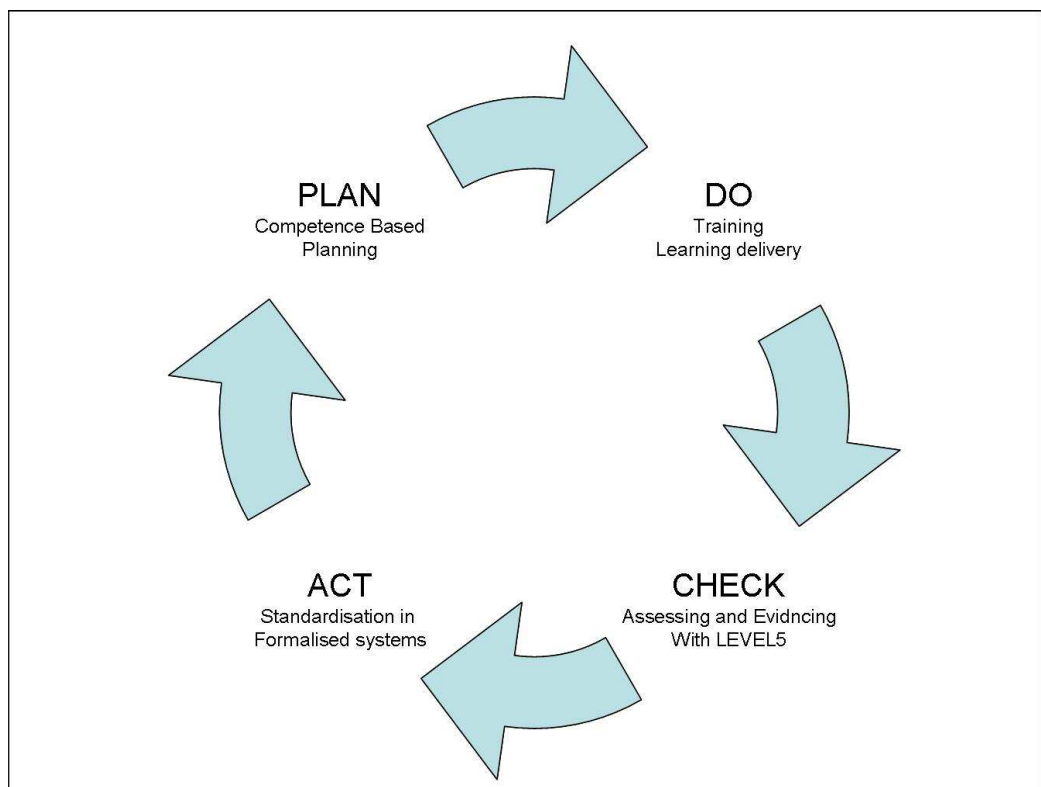 PLAN
Competence Based
Planning
DO
Training
Learning delivery
ACT
Standardisation in
Formalised systems
CHECK
Assessing and Evidncing
With LEVEL5